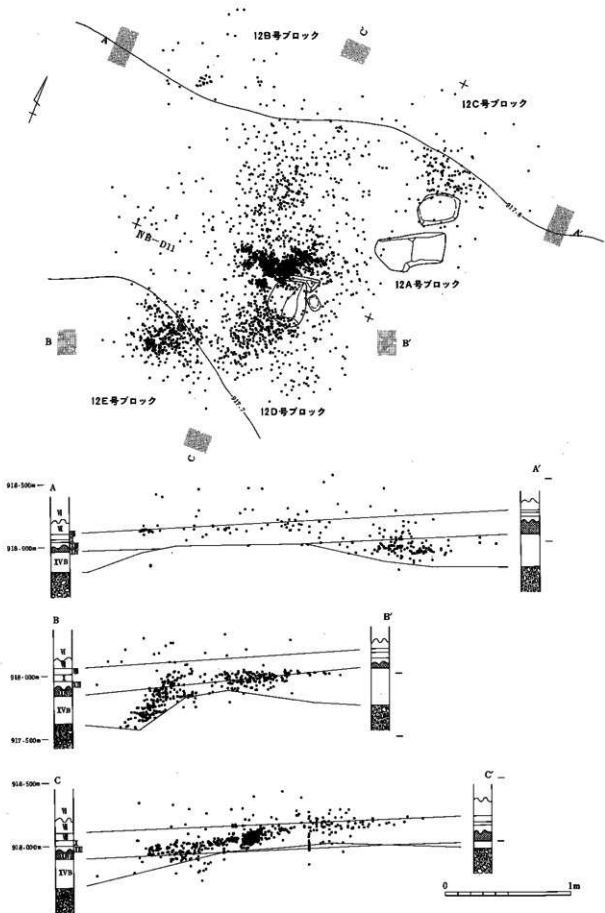 12B号ブロック
A
C'
12C号ブロック
NB-D11
917.8
A'
12A号ブロック
B
B'
917.7
12E号ブロック
12D号ブロック
C
A
A'
918-500m
918-000m
XVB
B
B'
918-000m
XVB
917-500m
C
C'
918-500m
918-000m
XVB
0
1m